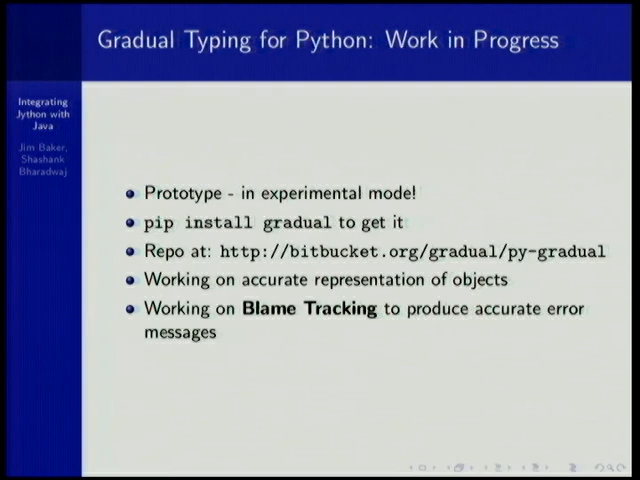 Gradual Typing for Python: Work in Progress
Integrating
Jython with
Java
Jim Baker,
Shashank
Bharadwaj
Prototype - in experimental mode!
pip install gradual to get it
Repo at: http://bitbucket.org/gradual/py-gradual
Working on accurate representation of objects
Working on Blame Tracking to produce accurate error
messages